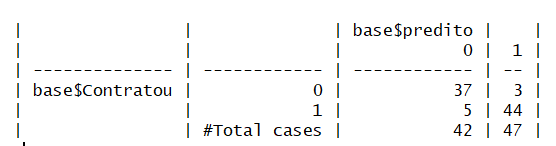 |                |              | base$predito |    |
|                |              |            0 |  1 |
| -------------- | ------------ | ------------ | -- |
| base$Contratou |            0 |           37 |  3 |
|                |            1 |            5 | 44 |
|                | #Total cases |           42 | 47 |